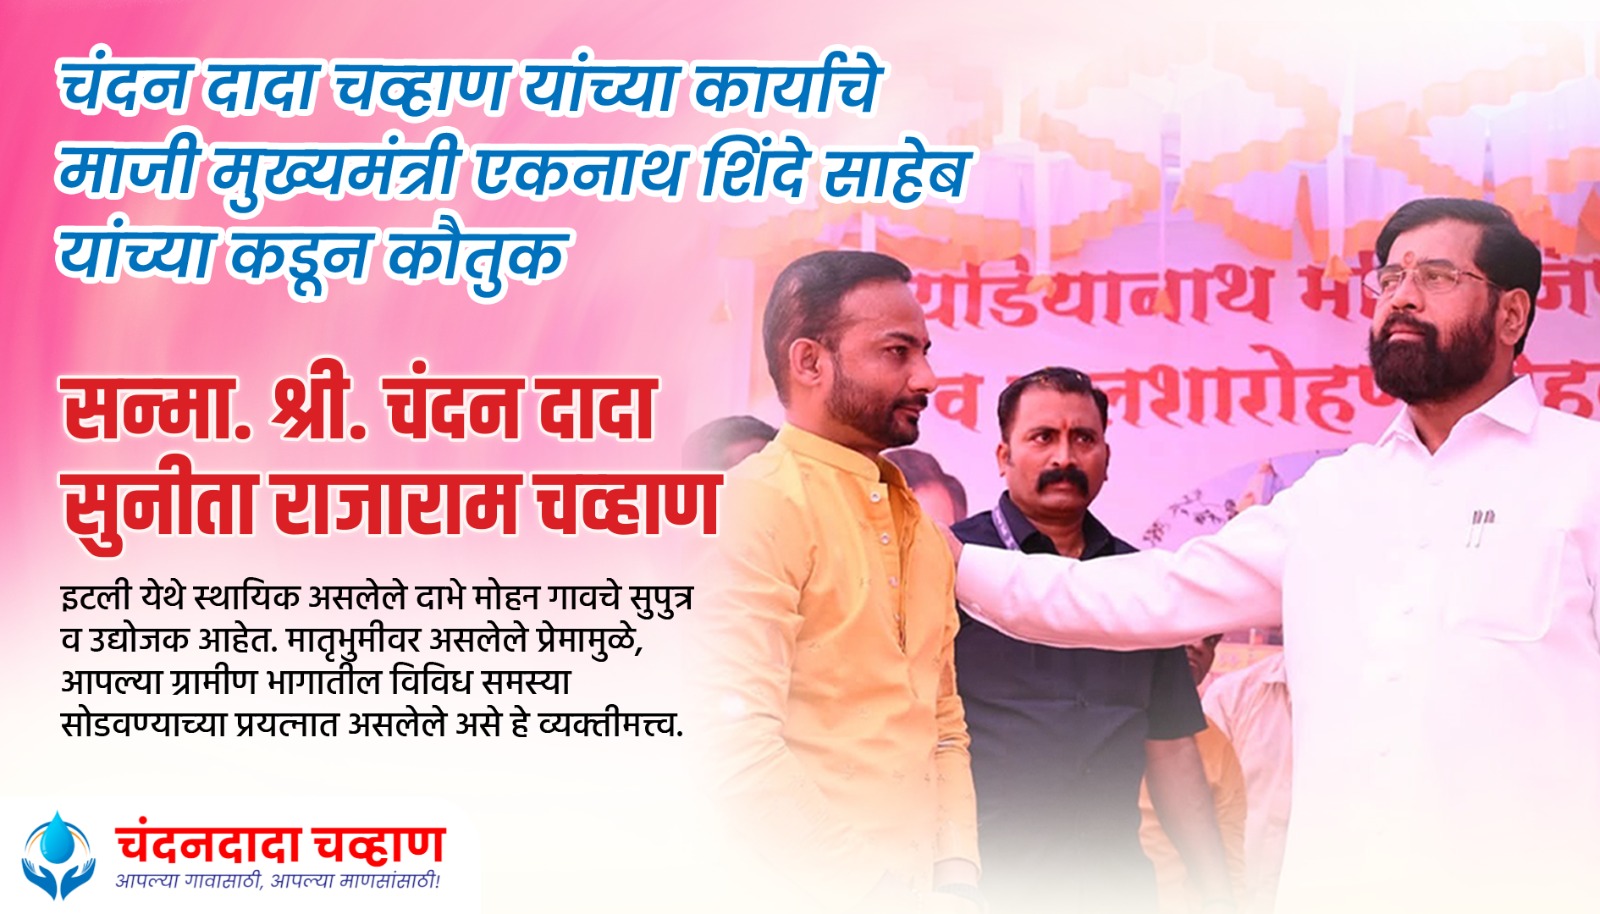 चंदन दादा चव्हाण यांच्या कार्याचे
माजी मुख्यमंत्री एकनाथ शिंदे साहेब
यांच्या कडून कौतुक
सन्मा. श्री. चंदन दादा
सुनीता राजाराम चव्हाण
इटली येथे स्थायिक असलेले दाभे मोहन गावचे सुपुत्र
व उद्योजक आहेत. मातृभुमीवर असलेले प्रेमामुळे,
आपल्या ग्रामीण भागातील विविध समस्या
सोडवण्याच्या प्रयत्नात असलेले असे हे व्यक्तीमत्त्व.
चंदनदादा चव्हाण
आपल्या गावासाठी, आपल्या माणसांसाठी!